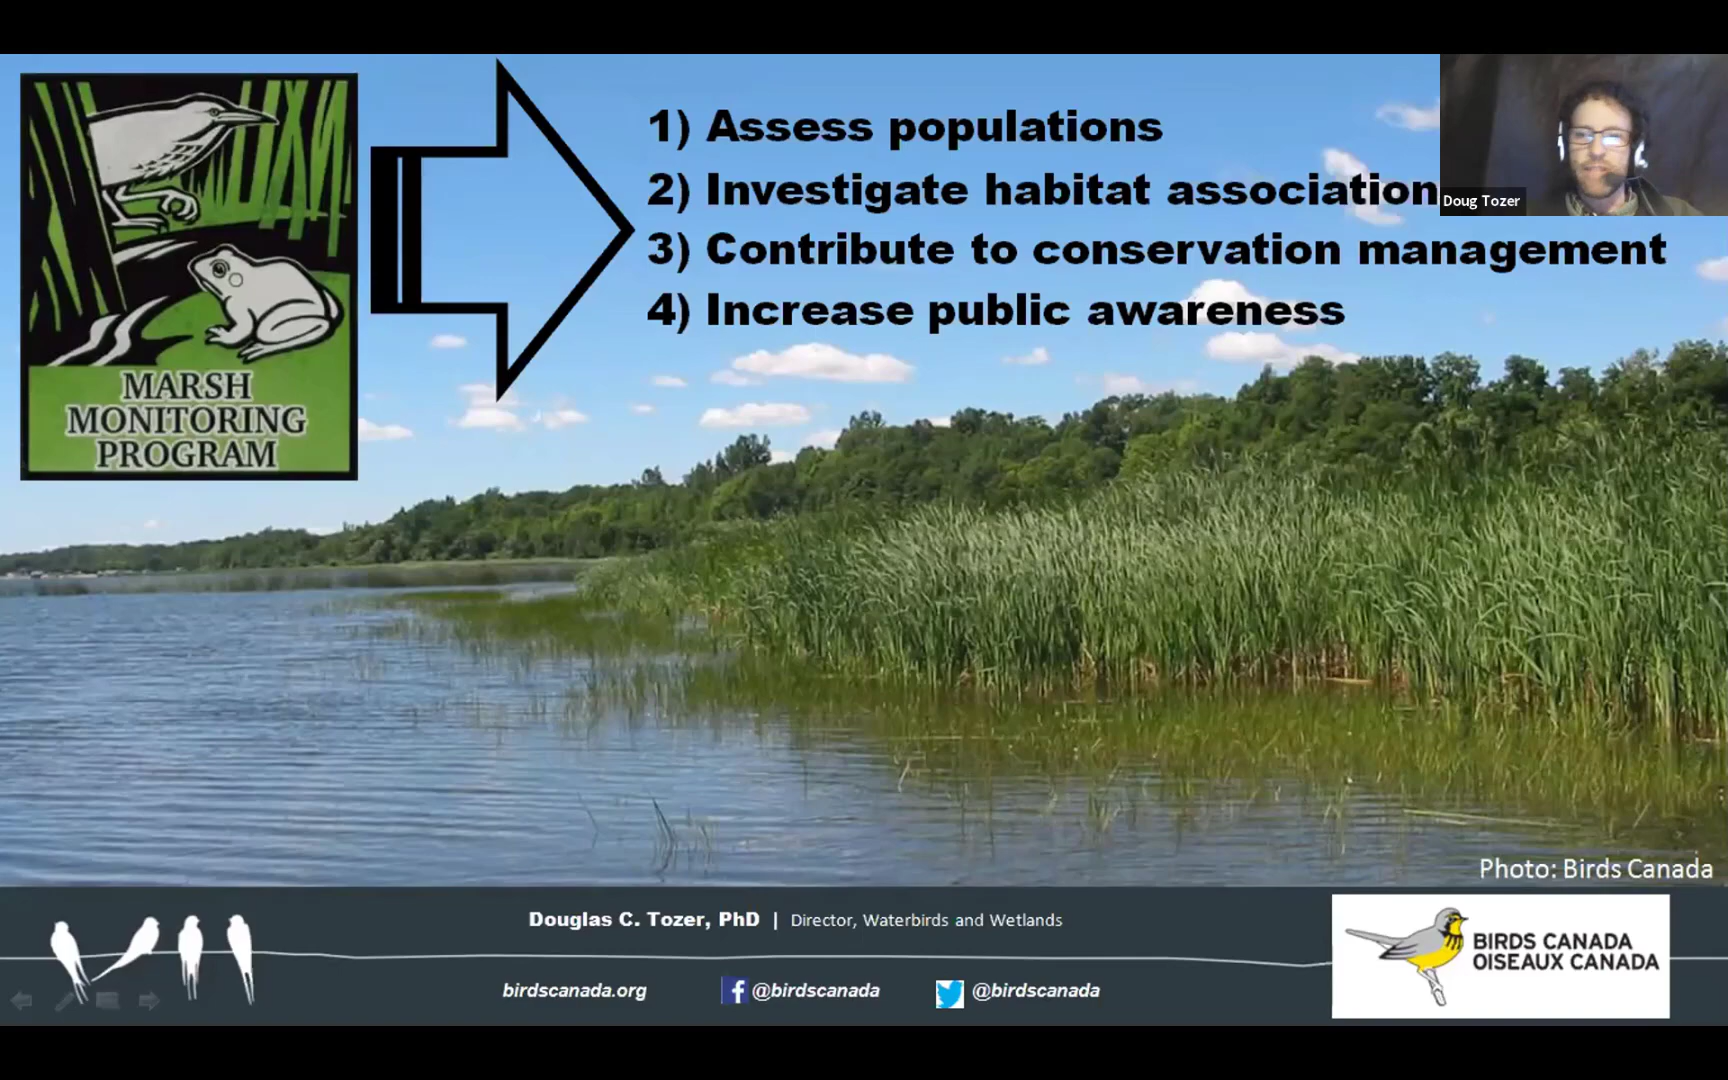 1) Assess populations
2) Investigate habitat association
3) Contribute to conservation management
4) Increase public awareness
Doug Tozer
MARSH
MONITORING
PROGRAM
Photo: Birds Canada
Douglas C. Tozer, PhD | Director, Waterbirds and Wetlands
birdscanada.org
@birdscanada
@birdscanada
BIRDS CANADA
OISEAUX CANADA